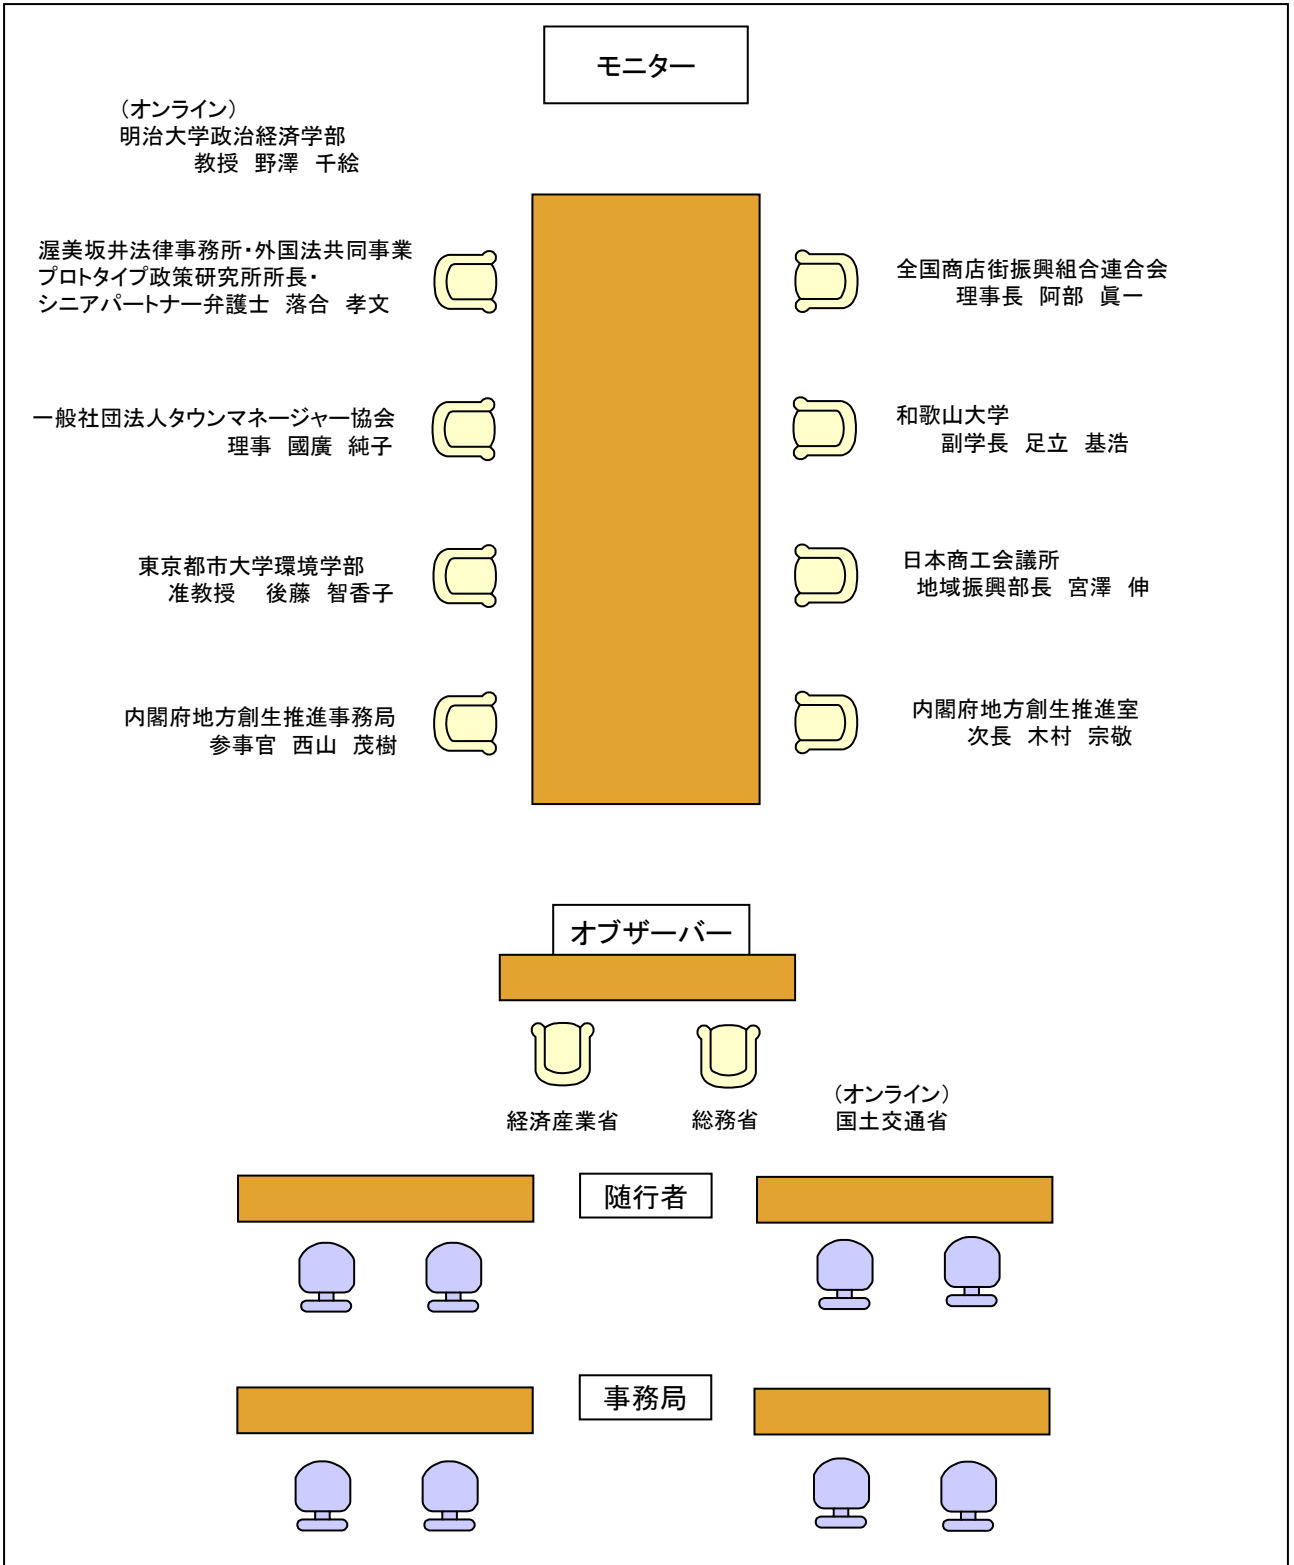 モニター
（オンライン）
明治大学政治経済学部
教授　野澤　千絵
渥美坂井法律事務所・外国法共同事業
プロトタイプ政策研究所所長・
シニアパートナー弁護士　落合　孝文
全国商店街振興組合連合会
理事長　阿部　眞一
一般社団法人タウンマネージャー協会
理事　國廣　純子
和歌山大学
副学長　足立　基浩
東京都市大学環境学部
准教授　後藤　智香子
日本商工会議所
地域振興部長　宮澤　伸
内閣府地方創生推進事務局
参事官　西山　茂樹
内閣府地方創生推進室
次長　木村　宗敬
オブザーバー
経済産業省
総務省
（オンライン）
国土交通省
随行者
事務局